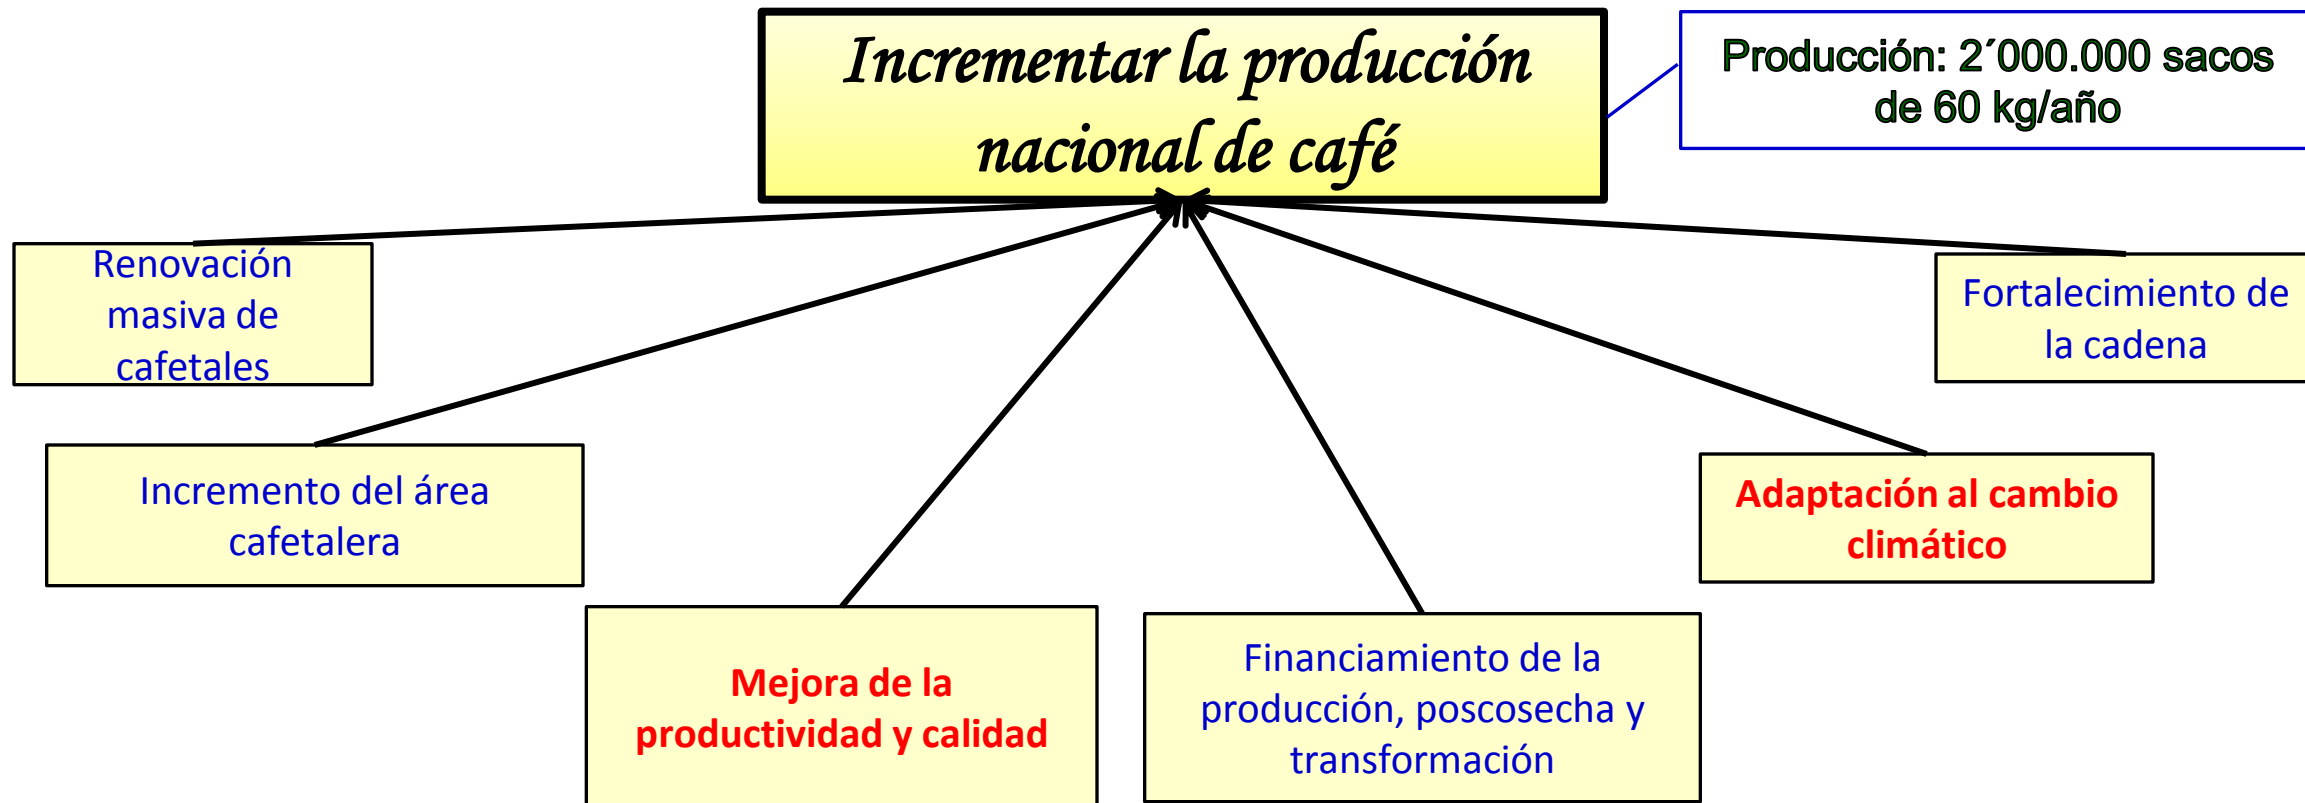 Incrementar la producción
nacional de café
Producción: 2´000.000 sacos
de 60 kg/año
Renovación
masiva de
cafetales
Fortalecimiento de
la cadena
Incremento del área
cafetalera
Adaptación al cambio
climático
Mejora de la
productividad y calidad
Financiamiento de la
producción, poscosecha y
transformación